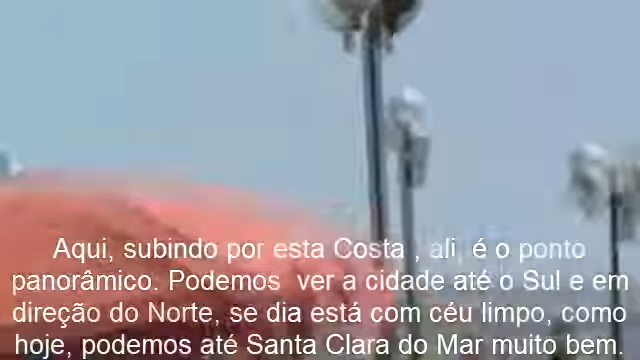 Aqui, subindo por esta Costa , ali, é o ponto
panorâmico. Podemos  ver a cidade até o Sul e em
direção do Norte, se dia está com céu limpo, como
hoje, podemos até Santa Clara do Mar muito bem.